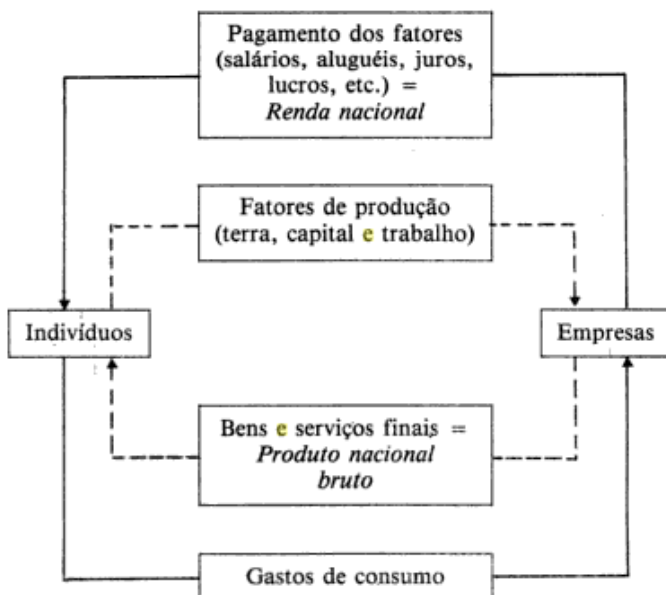 Pagamento dos fatores
(salários, aluguéis, juros,
lucros, etc.) =
Renda nacional
Fatores de produção
(terra, capital e trabalho)
Indivíduos
Empresas
Bens e serviços finais =
Produto nacional
bruto
Gastos de consumo